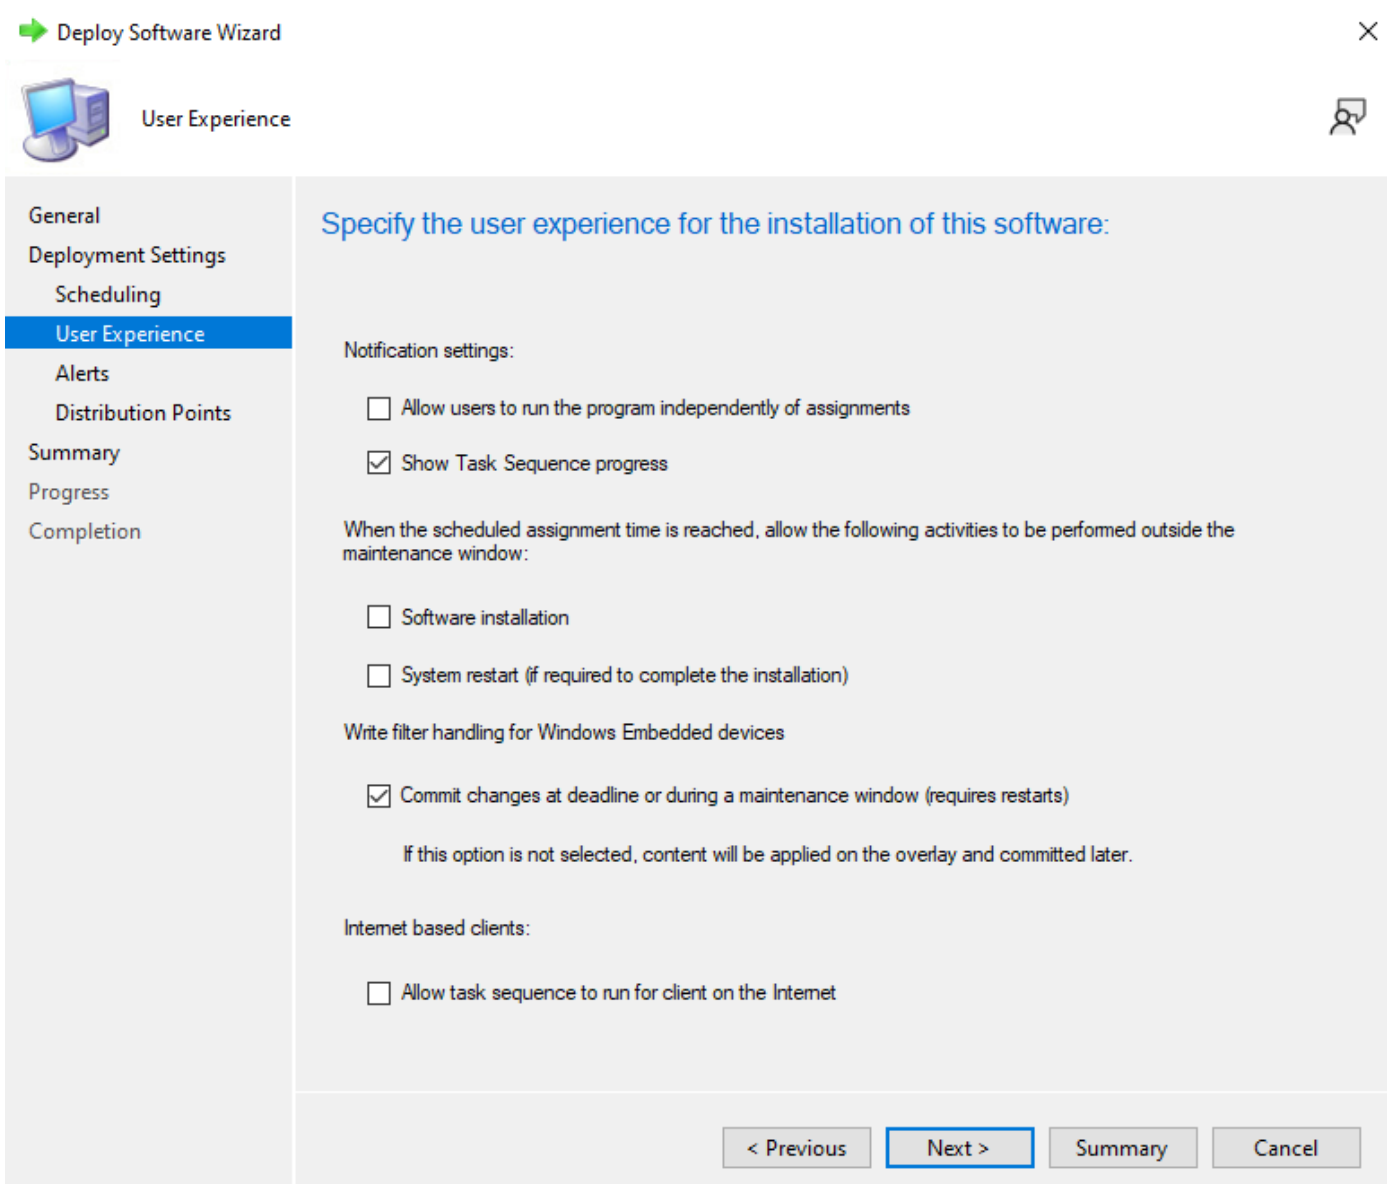 Deploy Software Wizard
User Experience
General
Deployment Settings
Scheduling
User Experience
Alerts
Distribution Points
Summary
Progress
Completion
Specify the user experience for the installation of this software:
Notification settings:
Allow users to run the program independently of assignments
Show Task Sequence progress
When the scheduled assignment time is reached, allow the following activities to be performed outside the
maintenance window:
Software installation
System restart (if required to complete the installation)
Write filter handling for Windows Embedded devices
Commit changes at deadline or during a maintenance window (requires restarts)
If this option is not selected, content will be applied on the overlay and committed later.
Internet based clients:
Allow task sequence to run for client on the Internet
< Previous
Next >
Summary
Cancel